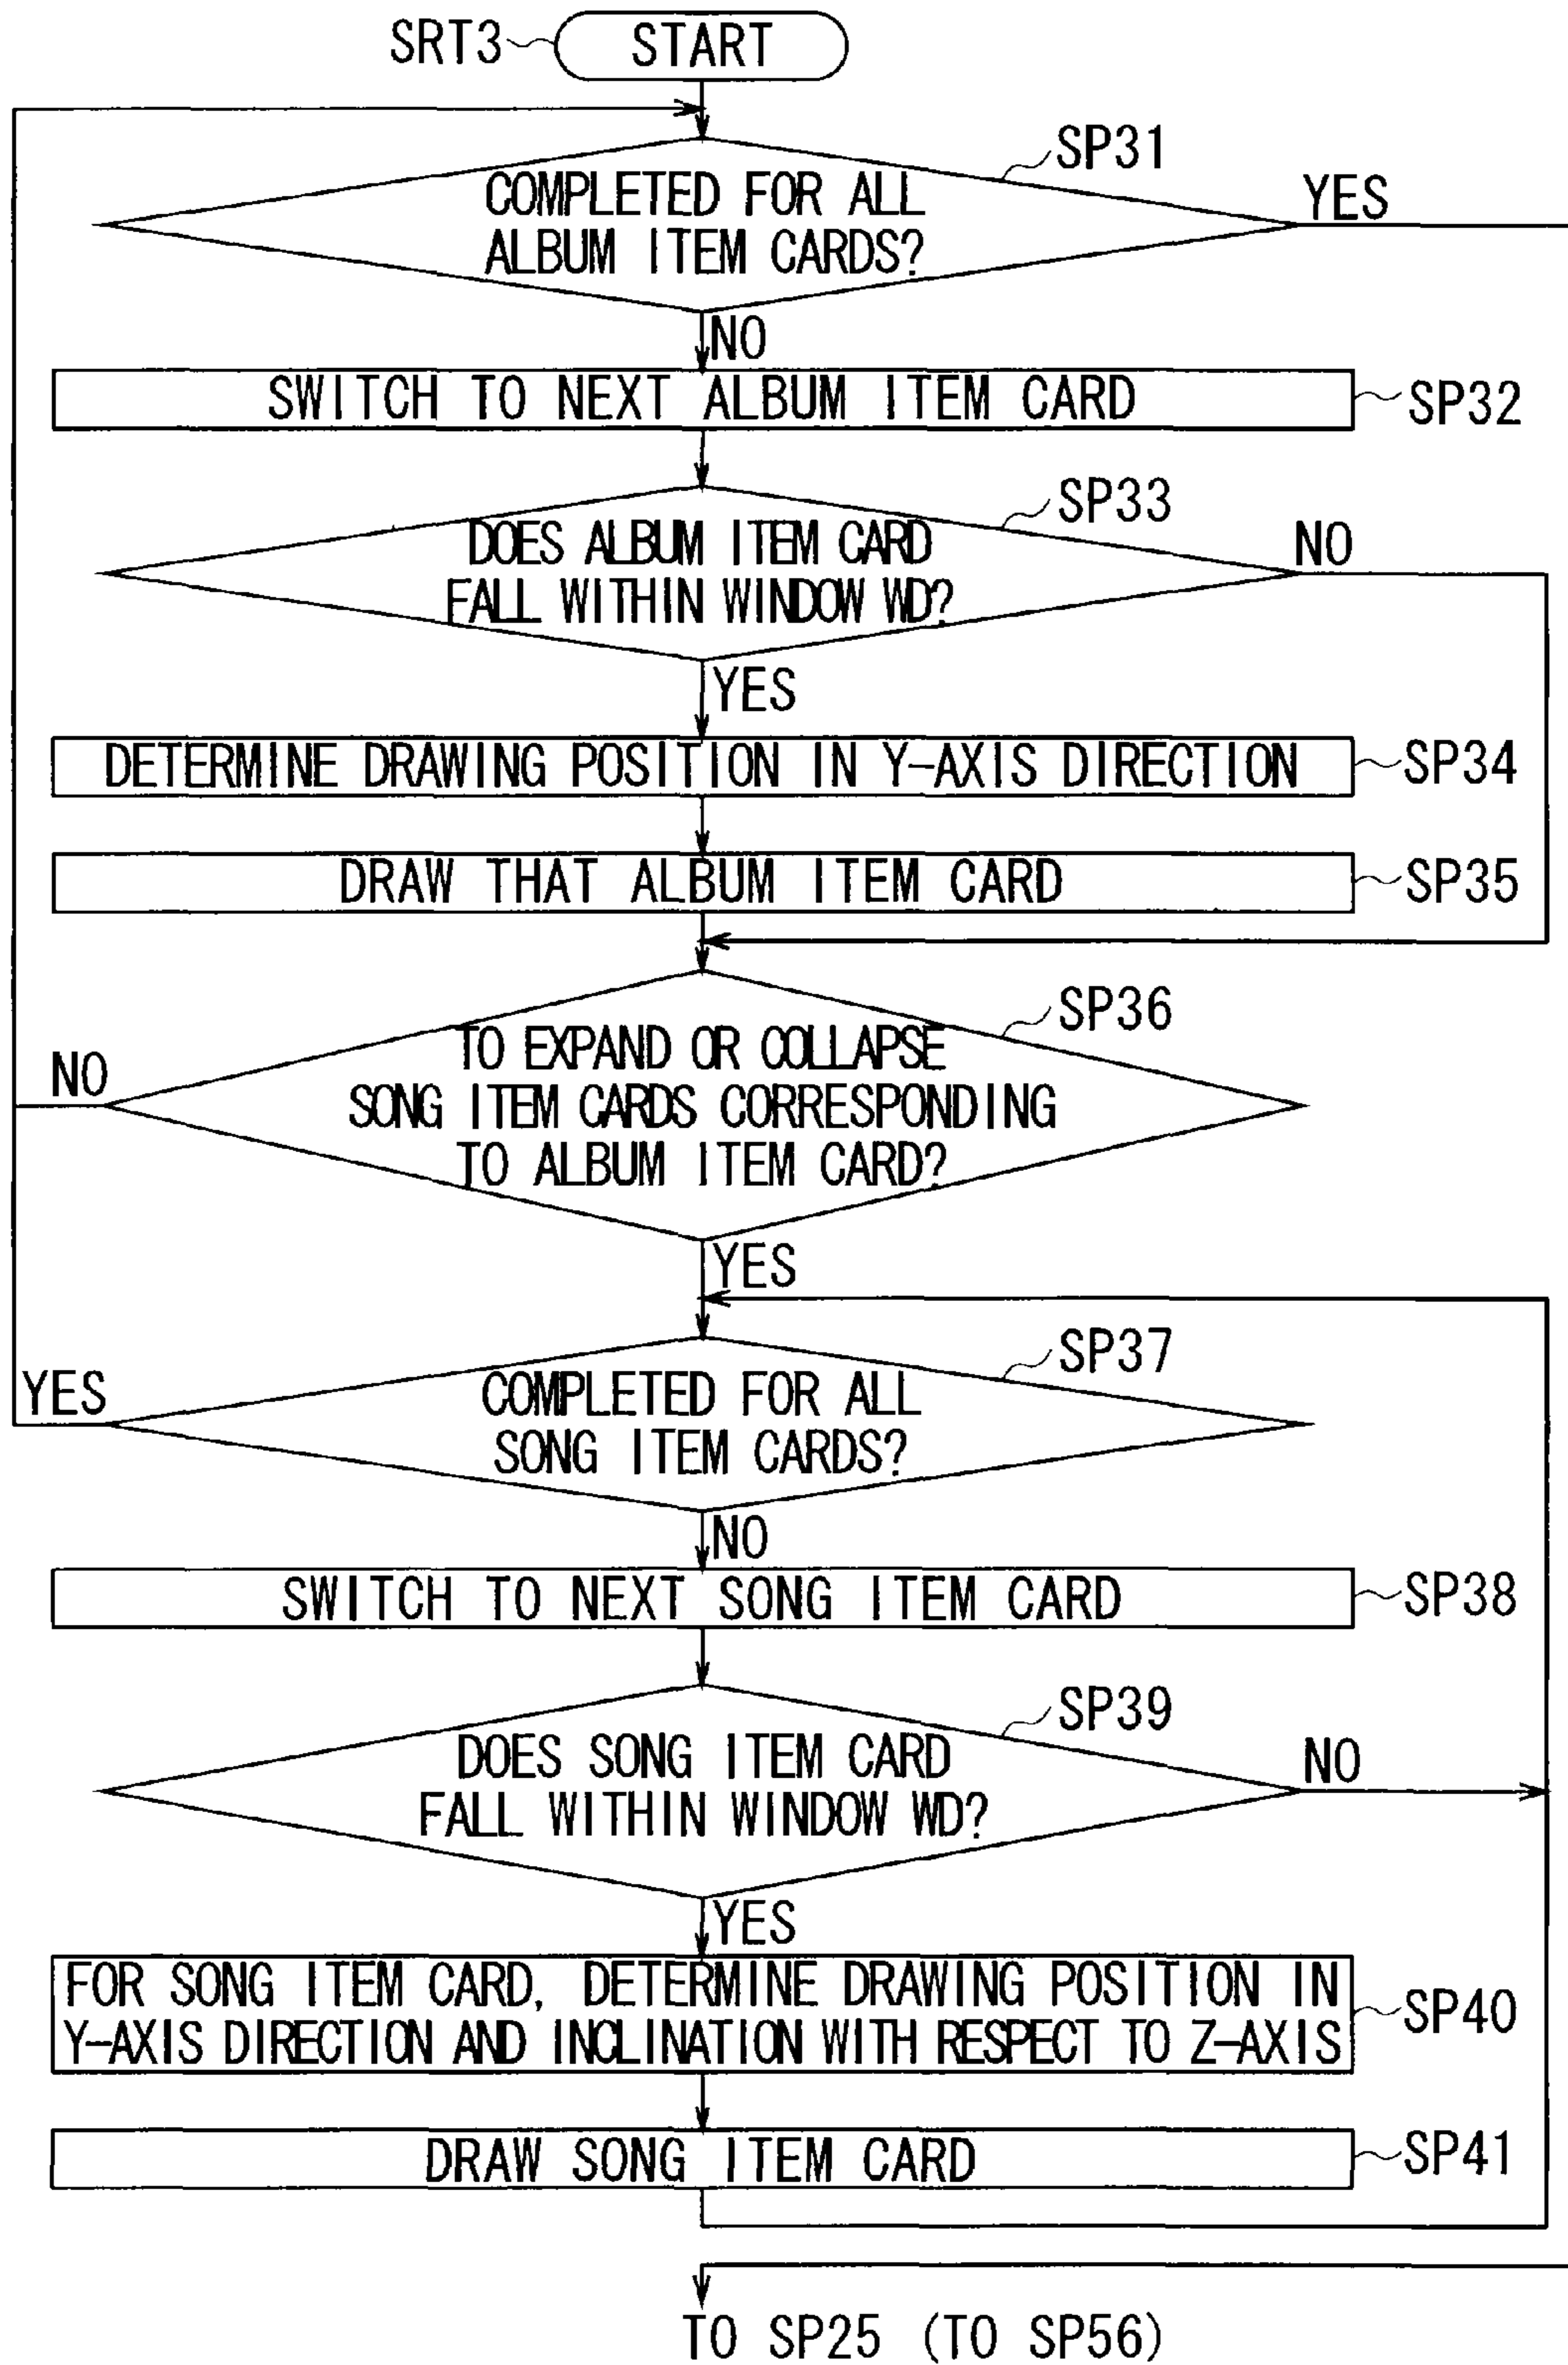 SRT3
START
SP31
COMPLETED FOR ALL
ALBUM ITEM CARDS?
YES
NO
SWITCH TO NEXT ALBUM ITEM CARD
SP32
SP33
DOES ALBUM ITEM CARD
FALL WITHIN WINDOW WD?
NO
YES
DETERMINE DRAWING POSITION IN Y-AXIS DIRECTION
SP34
DRAW THAT ALBUM ITEM CARD
SP35
SP36
TO EXPAND OR COLLAPSE
SONG ITEM CARDS CORRESPONDING
TO ALBUM ITEM CARD?
NO
YES
SP37
COMPLETED FOR ALL
SONG ITEM CARDS?
YES
NO
SWITCH TO NEXT SONG ITEM CARD
SP38
SP39
DOES SONG ITEM CARD
FALL WITHIN WINDOW WD?
NO
YES
FOR SONG ITEM CARD, DETERMINE DRAWING POSITION IN
Y-AXIS DIRECTION AND INCLINATION WITH RESPECT TO Z-AXIS
SP40
DRAW SONG ITEM CARD
SP41
TO SP25 (TO SP56)